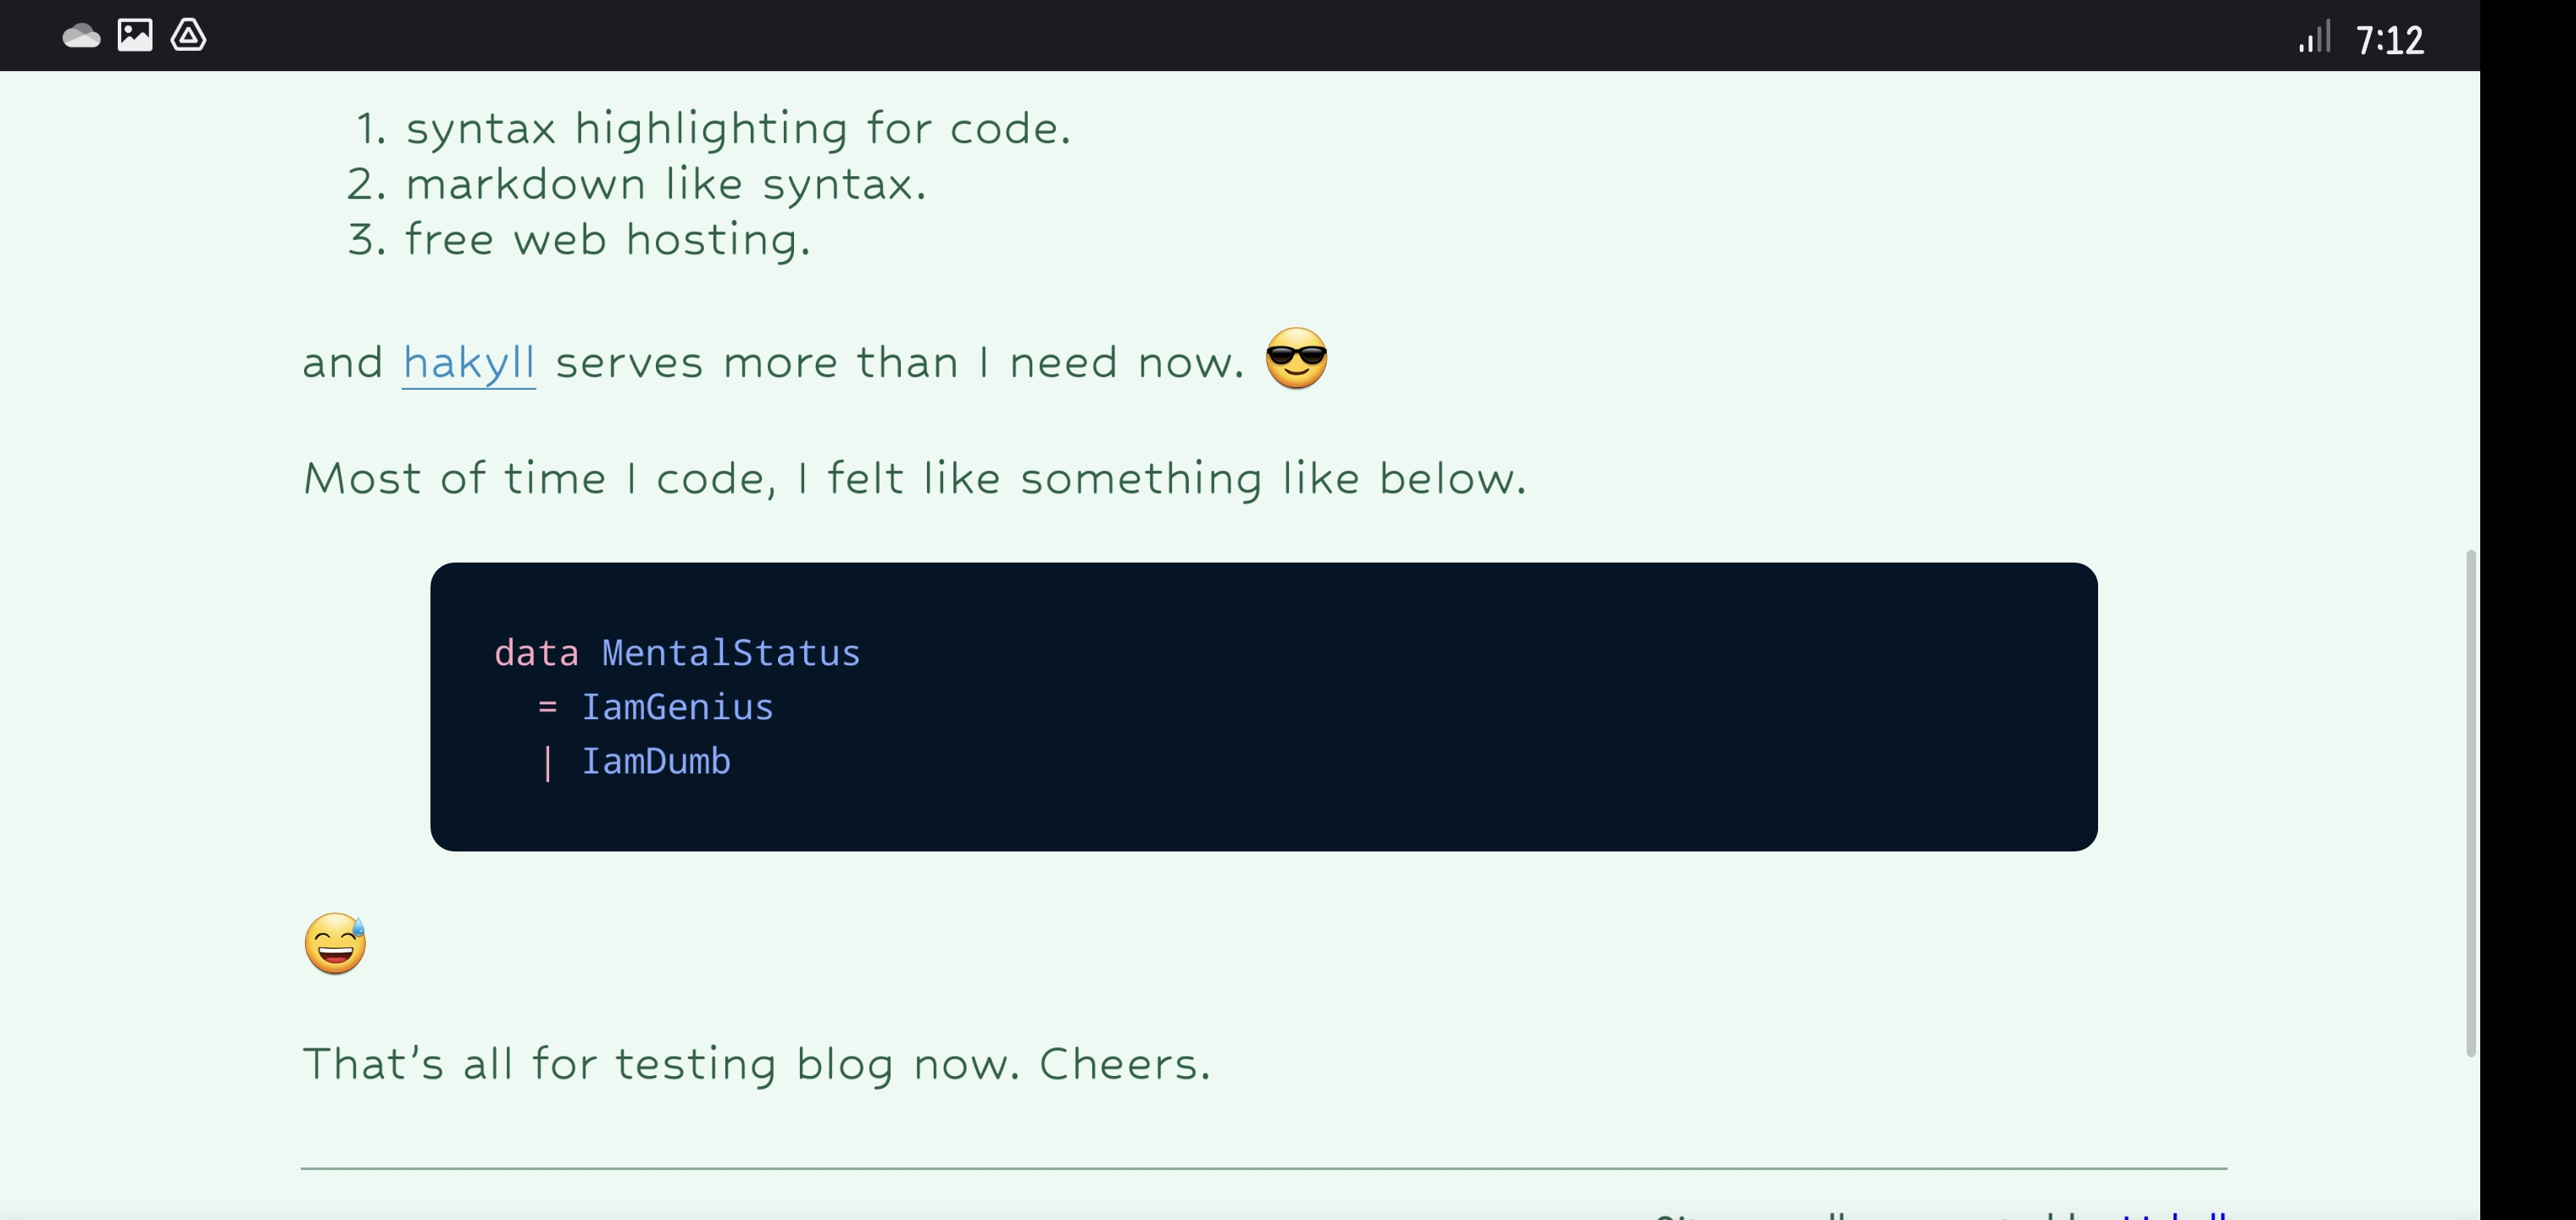 7:12
1. syntax highlighting for code.
2. markdown like syntax.
3. free web hosting.
and hakyll serves more than I need now. 😎
Most of time I code, I felt like something like below.
data MentalStatus
= IamGenius
| IamDumb
😅
That’s all for testing blog now. Cheers.